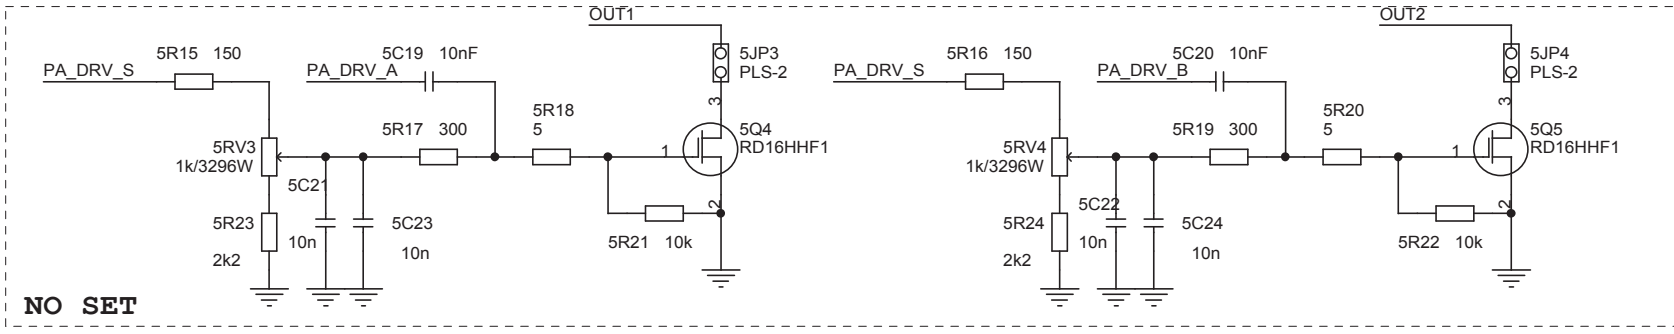 OUT1
5R15 150
PA_DRV_S
5C19 10nF
PA_DRV_A
5JP3
PLS-2
3
5R18
5
5Q4
RD16HHF1
5RV3
1k/3296W
5R17 300
1
5C21
10n
5C23
10n
5R23
2k2
5R21 10k
2
OUT2
5R16 150
PA_DRV_S
5C20 10nF
PA_DRV_B
5JP4
PLS-2
3
5R20
5
5Q5
RD16HHF1
5RV4
1k/3296W
5R19 300
1
5C22
10n
5C24
10n
5R24
2k2
5R22 10k
2
NO SET